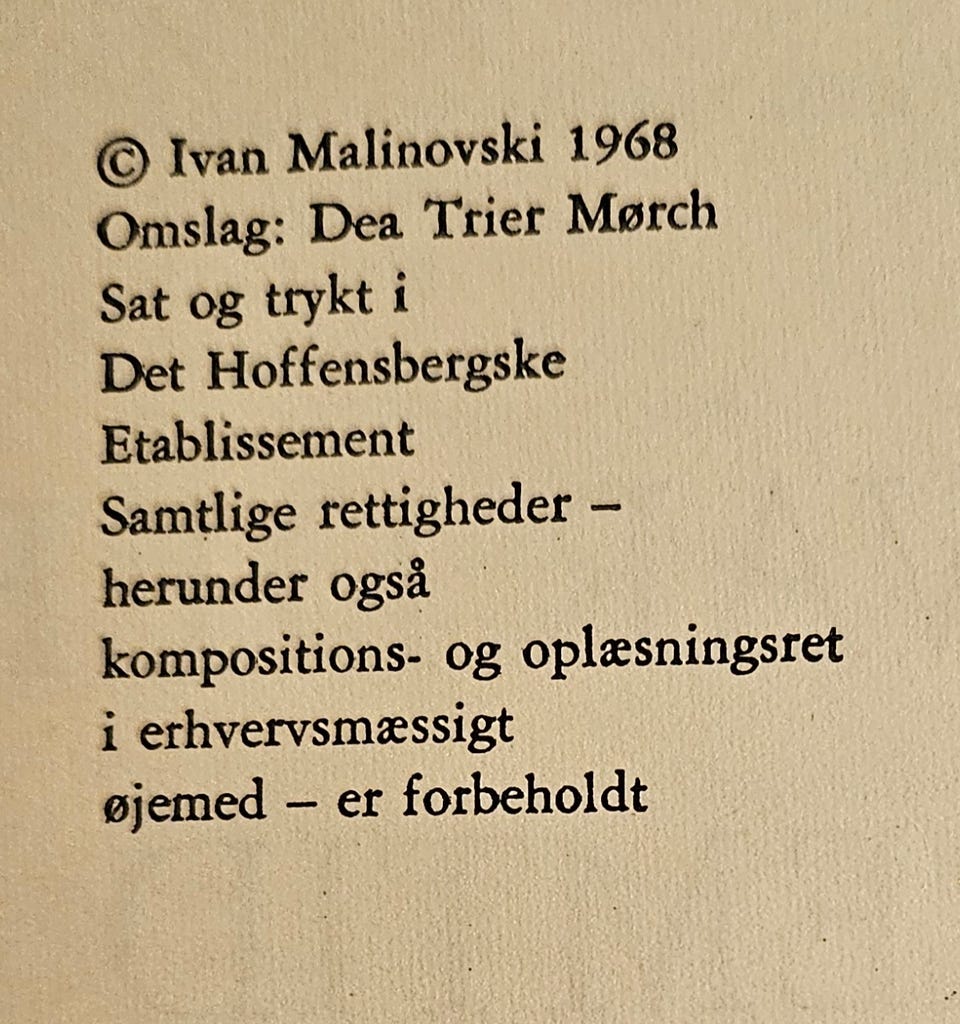 © Ivan Malinovski 1968
Omslag: Dea Trier Mørch
Sat og trykt i
Det Hoffensbergske
Etablissement
Samtlige rettigheder –
herunder også
kompositions- og oplæsningsret
i erhvervsmæssigt
øjemed – er forbeholdt